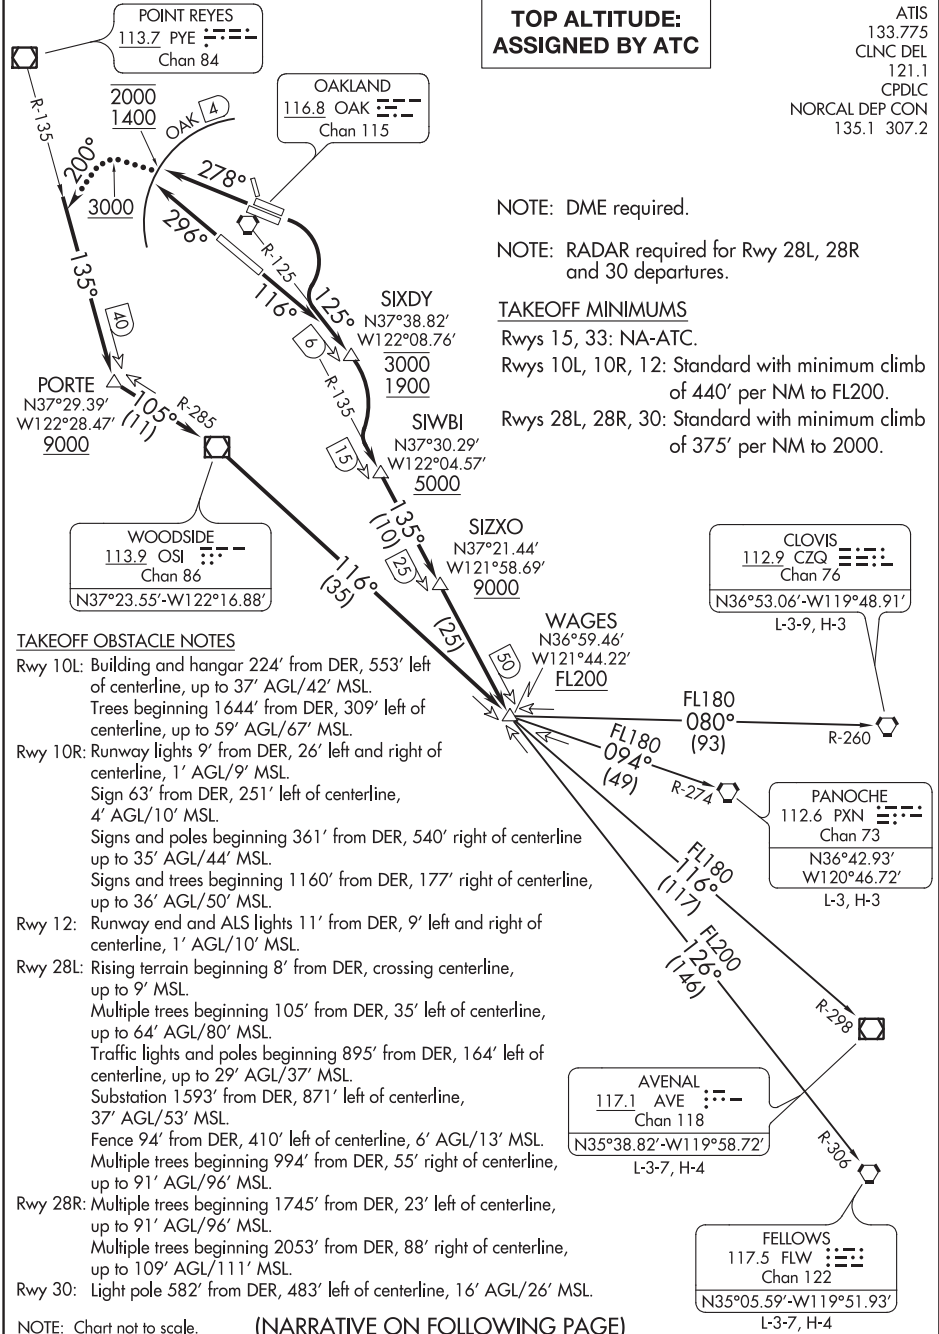 POINT REYES
113.7 PYE
Chan 84
TOP ALTITUDE:
ASSIGNED BY ATC
ATIS
133.775
CLNC DEL
121.1
CPDLC
NORCAL DEP CON
135.1 307.2
OAKLAND
116.8 OAK
Chan 115
R-135
2000
1400
OAK 4
200°
3000
278°
296°
R-125
116°
125°
135°
NOTE: DME required.
NOTE: RADAR required for Rwy 28L, 28R
and 30 departures.
TAKEOFF MINIMUMS
Rwys 15, 33: NA-ATC.
Rwys 10L, 10R, 12: Standard with minimum climb
of 440' per NM to FL200.
Rwys 28L, 28R, 30: Standard with minimum climb
of 375' per NM to 2000.
SIXDY
N37°38.82'
W122°08.76'
3000
1900
6
R-135
40
PORTE
N37°29.39'
W122°28.47'
9000
105°
(11)
R-285
SIWBI
N37°30.29'
W122°04.57'
5000
15
135°
(10)
25
SIZXO
N37°21.44'
W121°58.69'
9000
WOODSIDE
113.9 OSI
Chan 86
N37°23.55'-W122°16.88'
116°
(35)
(25)
50
WAGES
N36°59.46'
W121°44.22'
FL200
CLOVIS
112.9 CZQ
Chan 76
N36°53.06'-W119°48.91'
L-3-9, H-3
FL180
080°
(93)
R-260
FL180
094°
(49)
R-274
PANOCHE
112.6 PXN
Chan 73
N36°42.93'
W120°46.72'
L-3, H-3
FL180
116°
(117)
R-298
FL200
126°
(146)
R-306
AVENAL
117.1 AVE
Chan 118
N35°38.82'-W119°58.72'
L-3-7, H-4
FELLOWS
117.5 FLW
Chan 122
N35°05.59'-W119°51.93'
L-3-7, H-4
TAKEOFF OBSTACLE NOTES
Rwy 10L: Building and hangar 224' from DER, 553' left
of centerline, up to 37' AGL/42' MSL.
Trees beginning 1644' from DER, 309' left of
centerline, up to 59' AGL/67' MSL.
Rwy 10R: Runway lights 9' from DER, 26' left and right of
centerline, 1' AGL/9' MSL.
Sign 63' from DER, 251' left of centerline,
4' AGL/10' MSL.
Signs and poles beginning 361' from DER, 540' right of centerline
up to 35' AGL/44' MSL.
Signs and trees beginning 1160' from DER, 177' right of centerline,
up to 36' AGL/50' MSL.
Rwy 12: Runway end and ALS lights 11' from DER, 9' left and right of
centerline, 1' AGL/10' MSL.
Rwy 28L: Rising terrain beginning 8' from DER, crossing centerline,
up to 9' MSL.
Multiple trees beginning 105' from DER, 35' left of centerline,
up to 64' AGL/80' MSL.
Traffic lights and poles beginning 895' from DER, 164' left of
centerline, up to 29' AGL/37' MSL.
Substation 1593' from DER, 871' left of centerline,
37' AGL/53' MSL.
Fence 94' from DER, 410' left of centerline, 6' AGL/13' MSL.
Multiple trees beginning 994' from DER, 55' right of centerline,
up to 91' AGL/96' MSL.
Rwy 28R: Multiple trees beginning 1745' from DER, 23' left of centerline,
up to 91' AGL/96' MSL.
Multiple trees beginning 2053' from DER, 88' right of centerline,
up to 109' AGL/111' MSL.
Rwy 30: Light pole 582' from DER, 483' left of centerline, 16' AGL/26' MSL.
NOTE: Chart not to scale.
(NARRATIVE ON FOLLOWING PAGE)